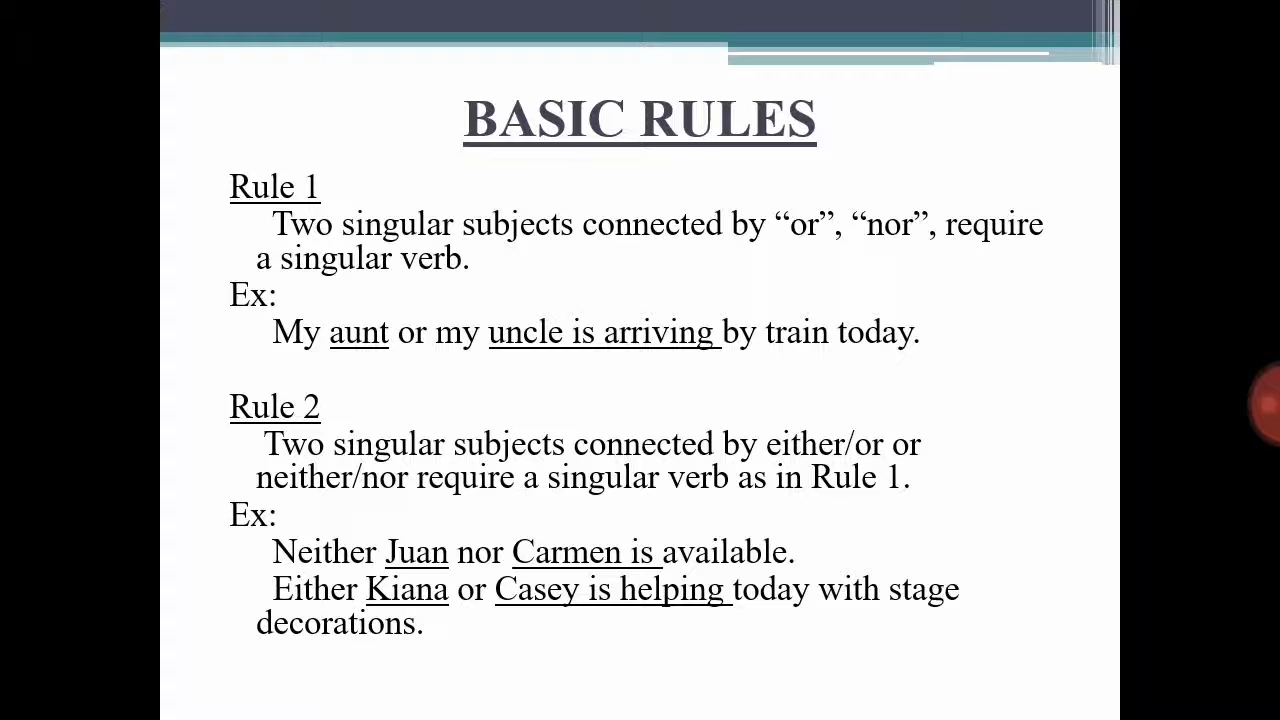 BASIC RULES
Rule 1
Two singular subjects connected by “or”, “nor”, require
a singular verb.
Ex:
My aunt or my uncle is arriving by train today.
Rule 2
Two singular subjects connected by either/or or
neither/nor require a singular verb as in Rule 1.
Ex:
Neither Juan nor Carmen is available.
Either Kiana or Casey is helping today with stage
decorations.